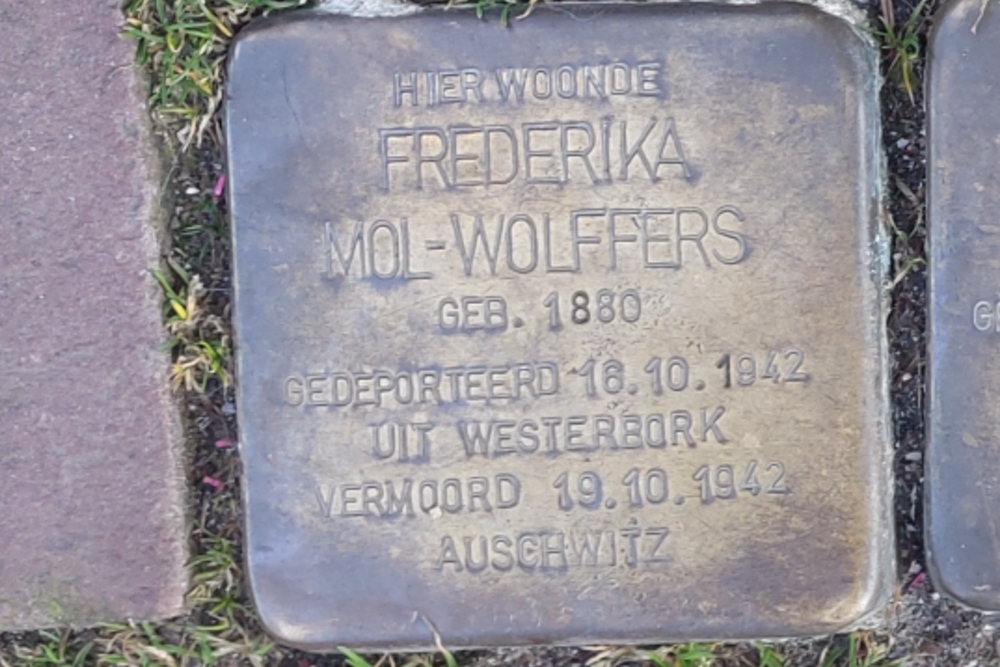 HIER WOONDE
FREDERIKA
MOL-WOLFFERS
GEB. 1880
GEDEPORTEERD 16.10.1942
UIT WESTERBORK
VERMOORD 19.10.1942
AUSCHWITZ